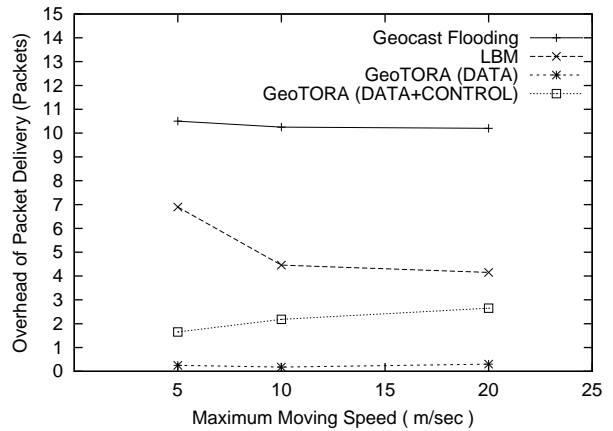 Overhead of Packet Delivery (Packets)
15
14
13
12
11
10
9
8
7
6
5
4
3
2
1
0
Geocast Flooding
LBM
GeoTORA (DATA)
GeoTORA (DATA+CONTROL)
5 10 15 20 25
Maximum Moving Speed ( m/sec )